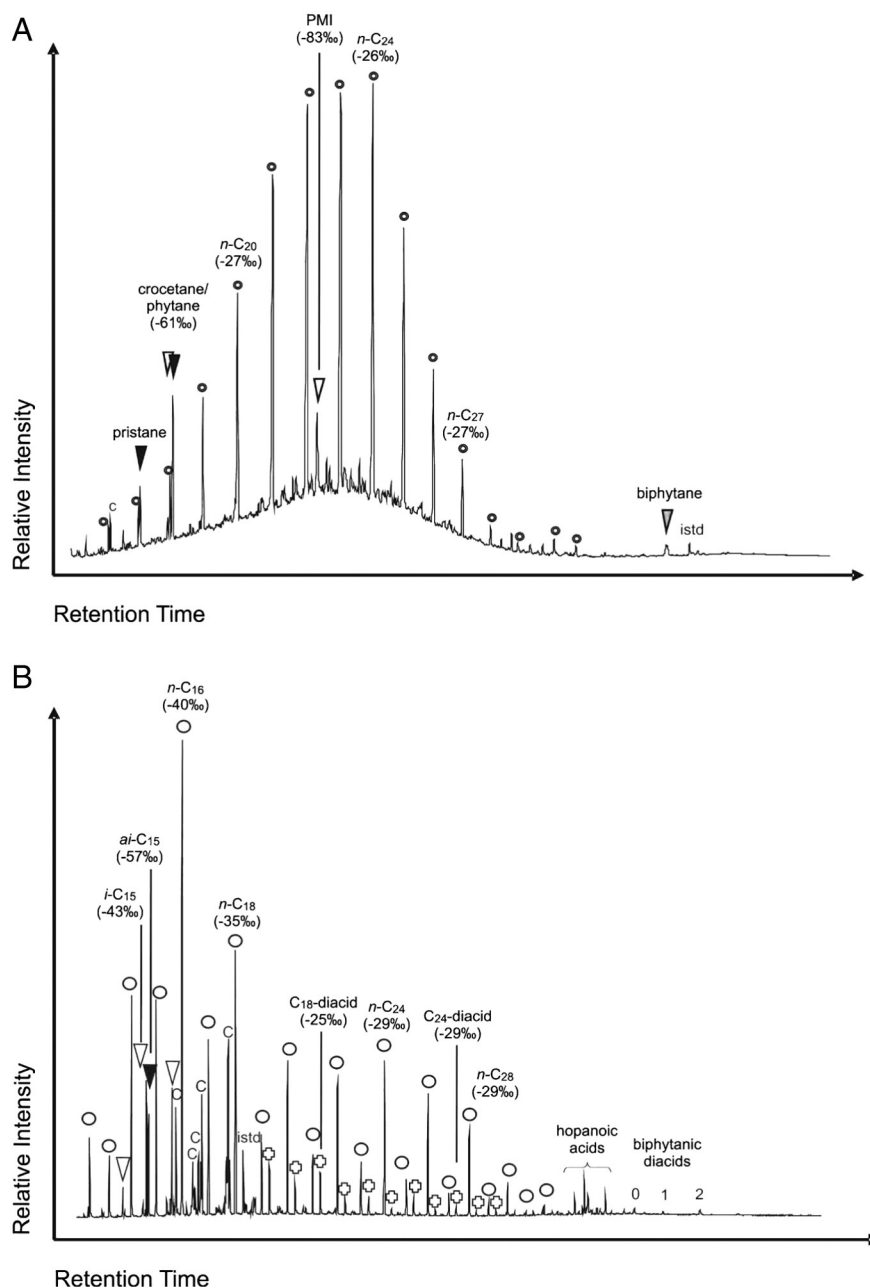 A
PMI
(-83‰)
n-C24
(-26‰)
n-C20
(-27‰)
crocetane/
phytane
(-61‰)
pristane
c
n-C27
(-27‰)
biphytane
istd
Relative Intensity
Retention Time
B
n-C16
(-40‰)
ai-C15
(-57‰)
i-C15
(-43‰)
n-C18
(-35‰)
C18-diacid
(-25‰)
n-C24
(-29‰)
C24-diacid
(-29‰)
n-C28
(-29‰)
C
C
C
C
C
istd
hopanoic
acids
biphytanic
diacids
0 1 2
Relative Intensity
Retention Time